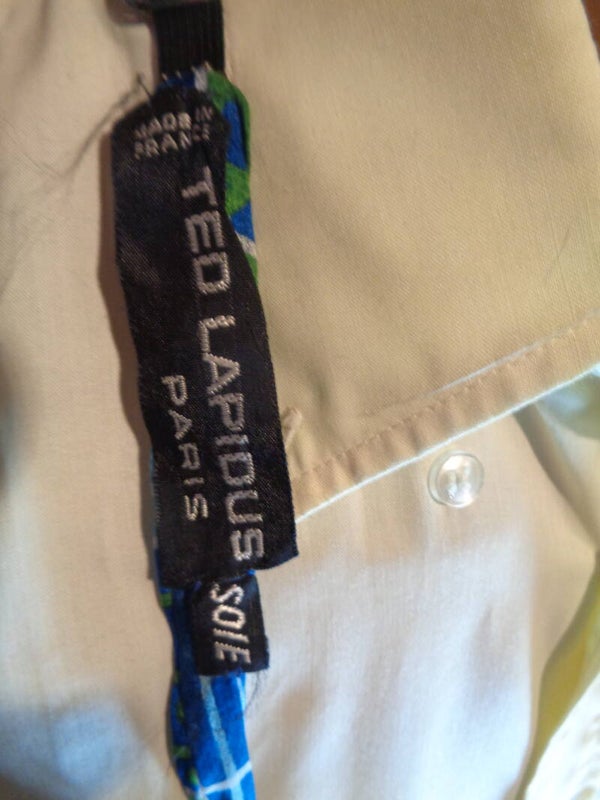 MADE IN
FRANCE
TED LAPIDUS
PARIS
SOIE